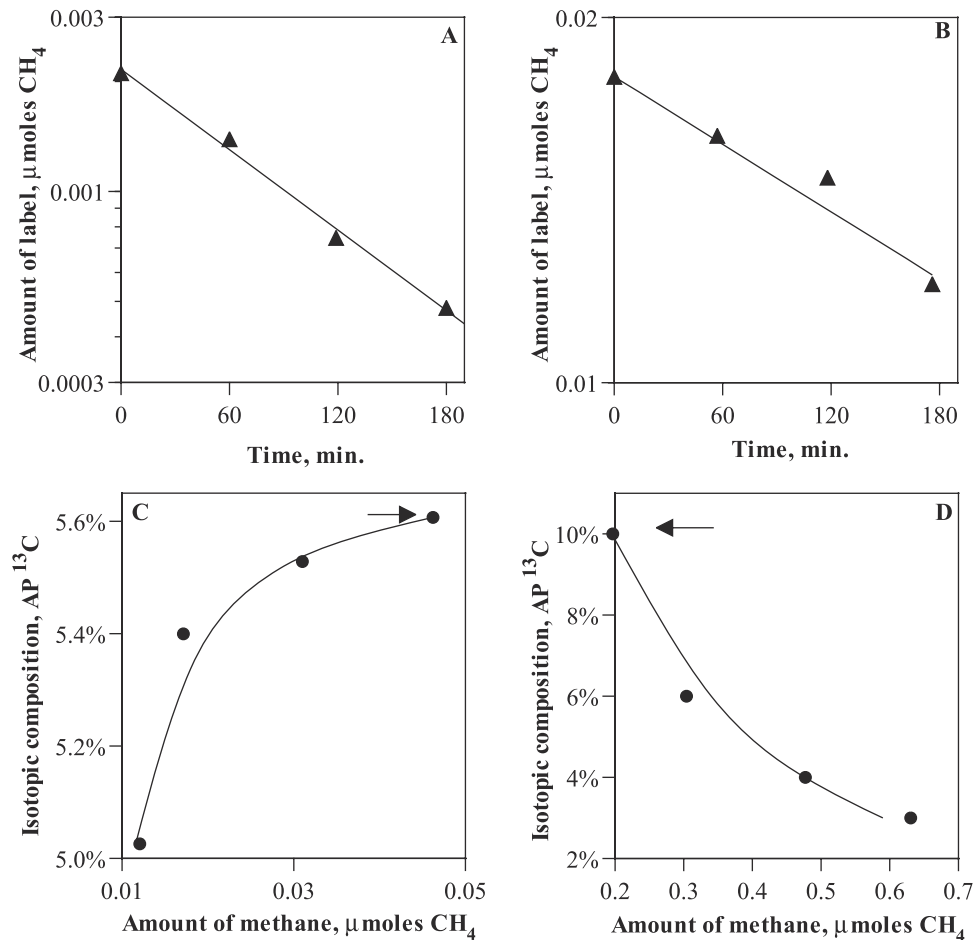 A
Amount of label, µmoles CH4
0.003
0.001
0.0003
0 60 120 180
Time, min.
B
Amount of label, µmoles CH4
0.02
0.01
0 60 120 180
Time, min.
C
Isotopic composition, AP 13C
5.6%
5.4%
5.2%
5.0%
0.01 0.03 0.05
Amount of methane, µmoles CH4
D
Isotopic composition, AP 13C
10%
8%
6%
4%
2%
0.2 0.3 0.4 0.5 0.6 0.7
Amount of methane, µmoles CH4